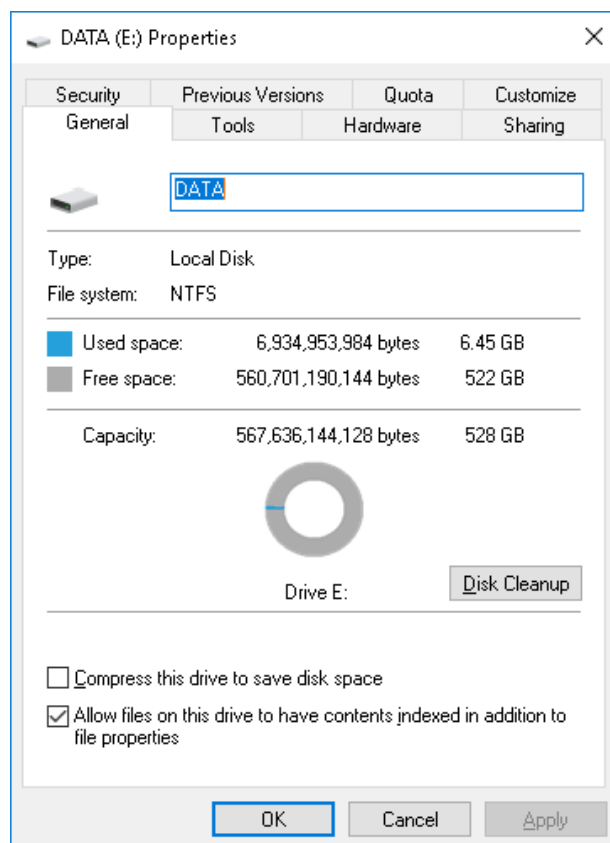 DATA (E:) Properties
Security Previous Versions Quota Customize
General Tools Hardware Sharing
DATA
Type: Local Disk
File system: NTFS
Used space: 6,934,953,984 bytes 6.45 GB
Free space: 560,701,190,144 bytes 522 GB
Capacity: 567,636,144,128 bytes 528 GB
Drive E:
Disk Cleanup
Compress this drive to save disk space
Allow files on this drive to have contents indexed in addition to
file properties
OK Cancel Apply